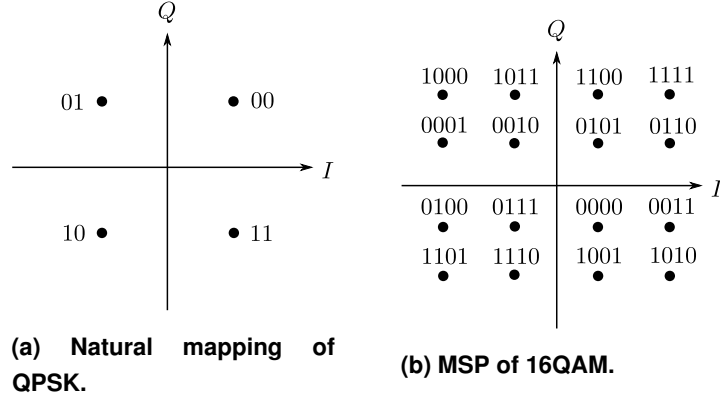 Q
01 00
I
10 11
(a) Natural mapping of
QPSK.
Q
1000 1011 1100 1111
0001 0010 0101 0110
I
0100 0111 0000 0011
1101 1110 1001 1010
(b) MSP of 16QAM.